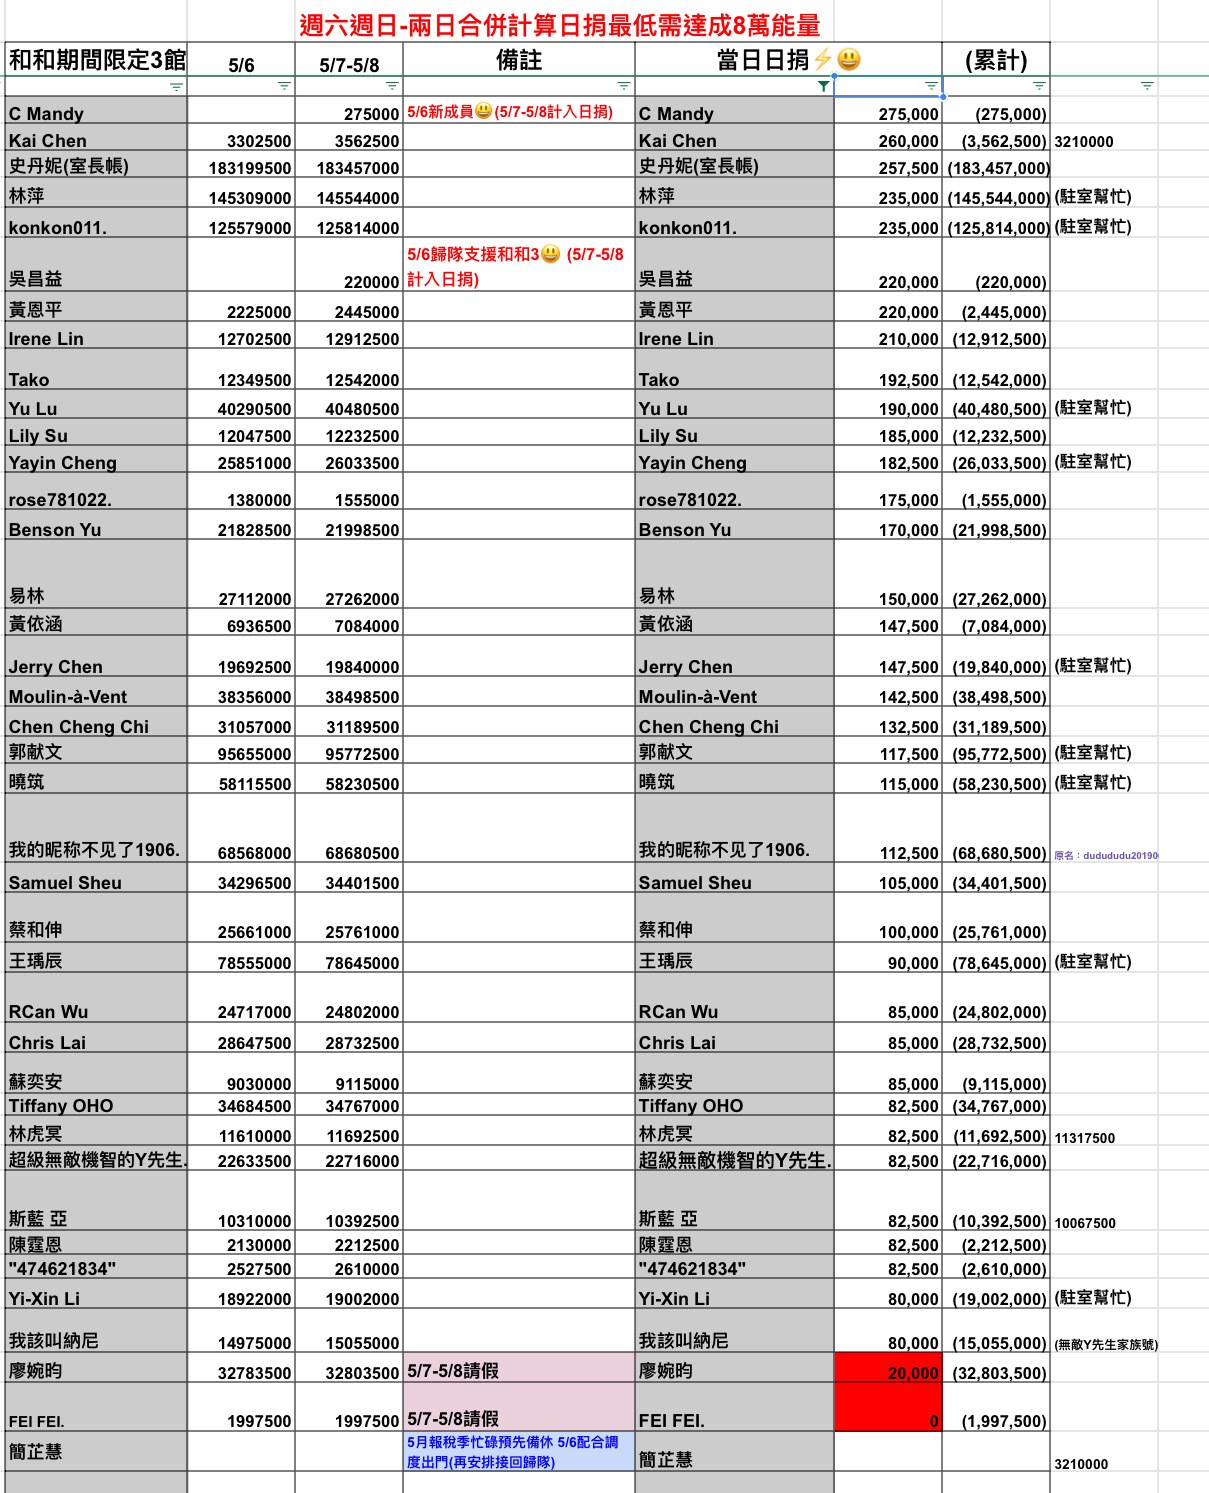 週六週日-兩日合併計算日捐最低需達成8萬能量
和和期間限定3館 5/6 5/7-5/8 備註 當日日捐⚡😃 (累計)
C Mandy 275000 5/6新成員😃(5/7-5/8計入日捐) C Mandy 275,000 (275,000)
Kai Chen 3302500 3562500 Kai Chen 260,000 (3,562,500) 3210000
史丹妮(室長帳) 183199500 183457000 史丹妮(室長帳) 257,500 (183,457,000)
林萍 145309000 145544000 林萍 235,000 (145,544,000) (駐室幫忙)
konkon011. 125579000 125814000 konkon011. 235,000 (125,814,000) (駐室幫忙)
5/6歸隊支援和和3😃 (5/7-5/8
計入日捐)
吳昌益 220000 吳昌益 220,000 (220,000)
黃恩平 2225000 2445000 黃恩平 220,000 (2,445,000)
Irene Lin 12702500 12912500 Irene Lin 210,000 (12,912,500)
Tako 12349500 12542000 Tako 192,500 (12,542,000)
Yu Lu 40290500 40480500 Yu Lu 190,000 (40,480,500) (駐室幫忙)
Lily Su 12047500 12232500 Lily Su 185,000 (12,232,500)
Yayin Cheng 25851000 26033500 Yayin Cheng 182,500 (26,033,500) (駐室幫忙)
rose781022. 1380000 1555000 rose781022. 175,000 (1,555,000)
Benson Yu 21828500 21998500 Benson Yu 170,000 (21,998,500)
易林 27112000 27262000 易林 150,000 (27,262,000)
黃依涵 6936500 7084000 黃依涵 147,500 (7,084,000)
Jerry Chen 19692500 19840000 Jerry Chen 147,500 (19,840,000) (駐室幫忙)
Moulin-à-Vent 38356000 38498500 Moulin-à-Vent 142,500 (38,498,500)
Chen Cheng Chi 31057000 31189500 Chen Cheng Chi 132,500 (31,189,500)
郭献文 95655000 95772500 郭献文 117,500 (95,772,500) (駐室幫忙)
曉筑 58115500 58230500 曉筑 115,000 (58,230,500) (駐室幫忙)
我的昵称不见了1906. 68568000 68680500 我的昵称不见了1906. 112,500 (68,680,500) 原名：dudududu20190
Samuel Sheu 34296500 34401500 Samuel Sheu 105,000 (34,401,500)
蔡和伸 25661000 25761000 蔡和伸 100,000 (25,761,000)
王瑀辰 78555000 78645000 王瑀辰 90,000 (78,645,000) (駐室幫忙)
RCan Wu 24717000 24802000 RCan Wu 85,000 (24,802,000)
Chris Lai 28647500 28732500 Chris Lai 85,000 (28,732,500)
蘇奕安 9030000 9115000 蘇奕安 85,000 (9,115,000)
Tiffany OHO 34684500 34767000 Tiffany OHO 82,500 (34,767,000)
林虎冥 11610000 11692500 林虎冥 82,500 (11,692,500) 11317500
超級無敵機智的Y先生. 22633500 22716000 超級無敵機智的Y先生. 82,500 (22,716,000)
斯藍 亞 10310000 10392500 斯藍 亞 82,500 (10,392,500) 10067500
陳霆恩 2130000 2212500 陳霆恩 82,500 (2,212,500)
"474621834" 2527500 2610000 "474621834" 82,500 (2,610,000)
Yi-Xin Li 18922000 19002000 Yi-Xin Li 80,000 (19,002,000) (駐室幫忙)
我該叫納尼 14975000 15055000 我該叫納尼 80,000 (15,055,000) (無敵Y先生家族號)
廖婉昀 32783500 32803500 5/7-5/8請假 廖婉昀 20,000 (32,803,500)
FEI FEI. 1997500 1997500 5/7-5/8請假 FEI FEI. 0 (1,997,500)
簡芷慧 5月報稅季忙碌預先備休 5/6配合調
度出門(再安排接回歸隊) 簡芷慧 3210000